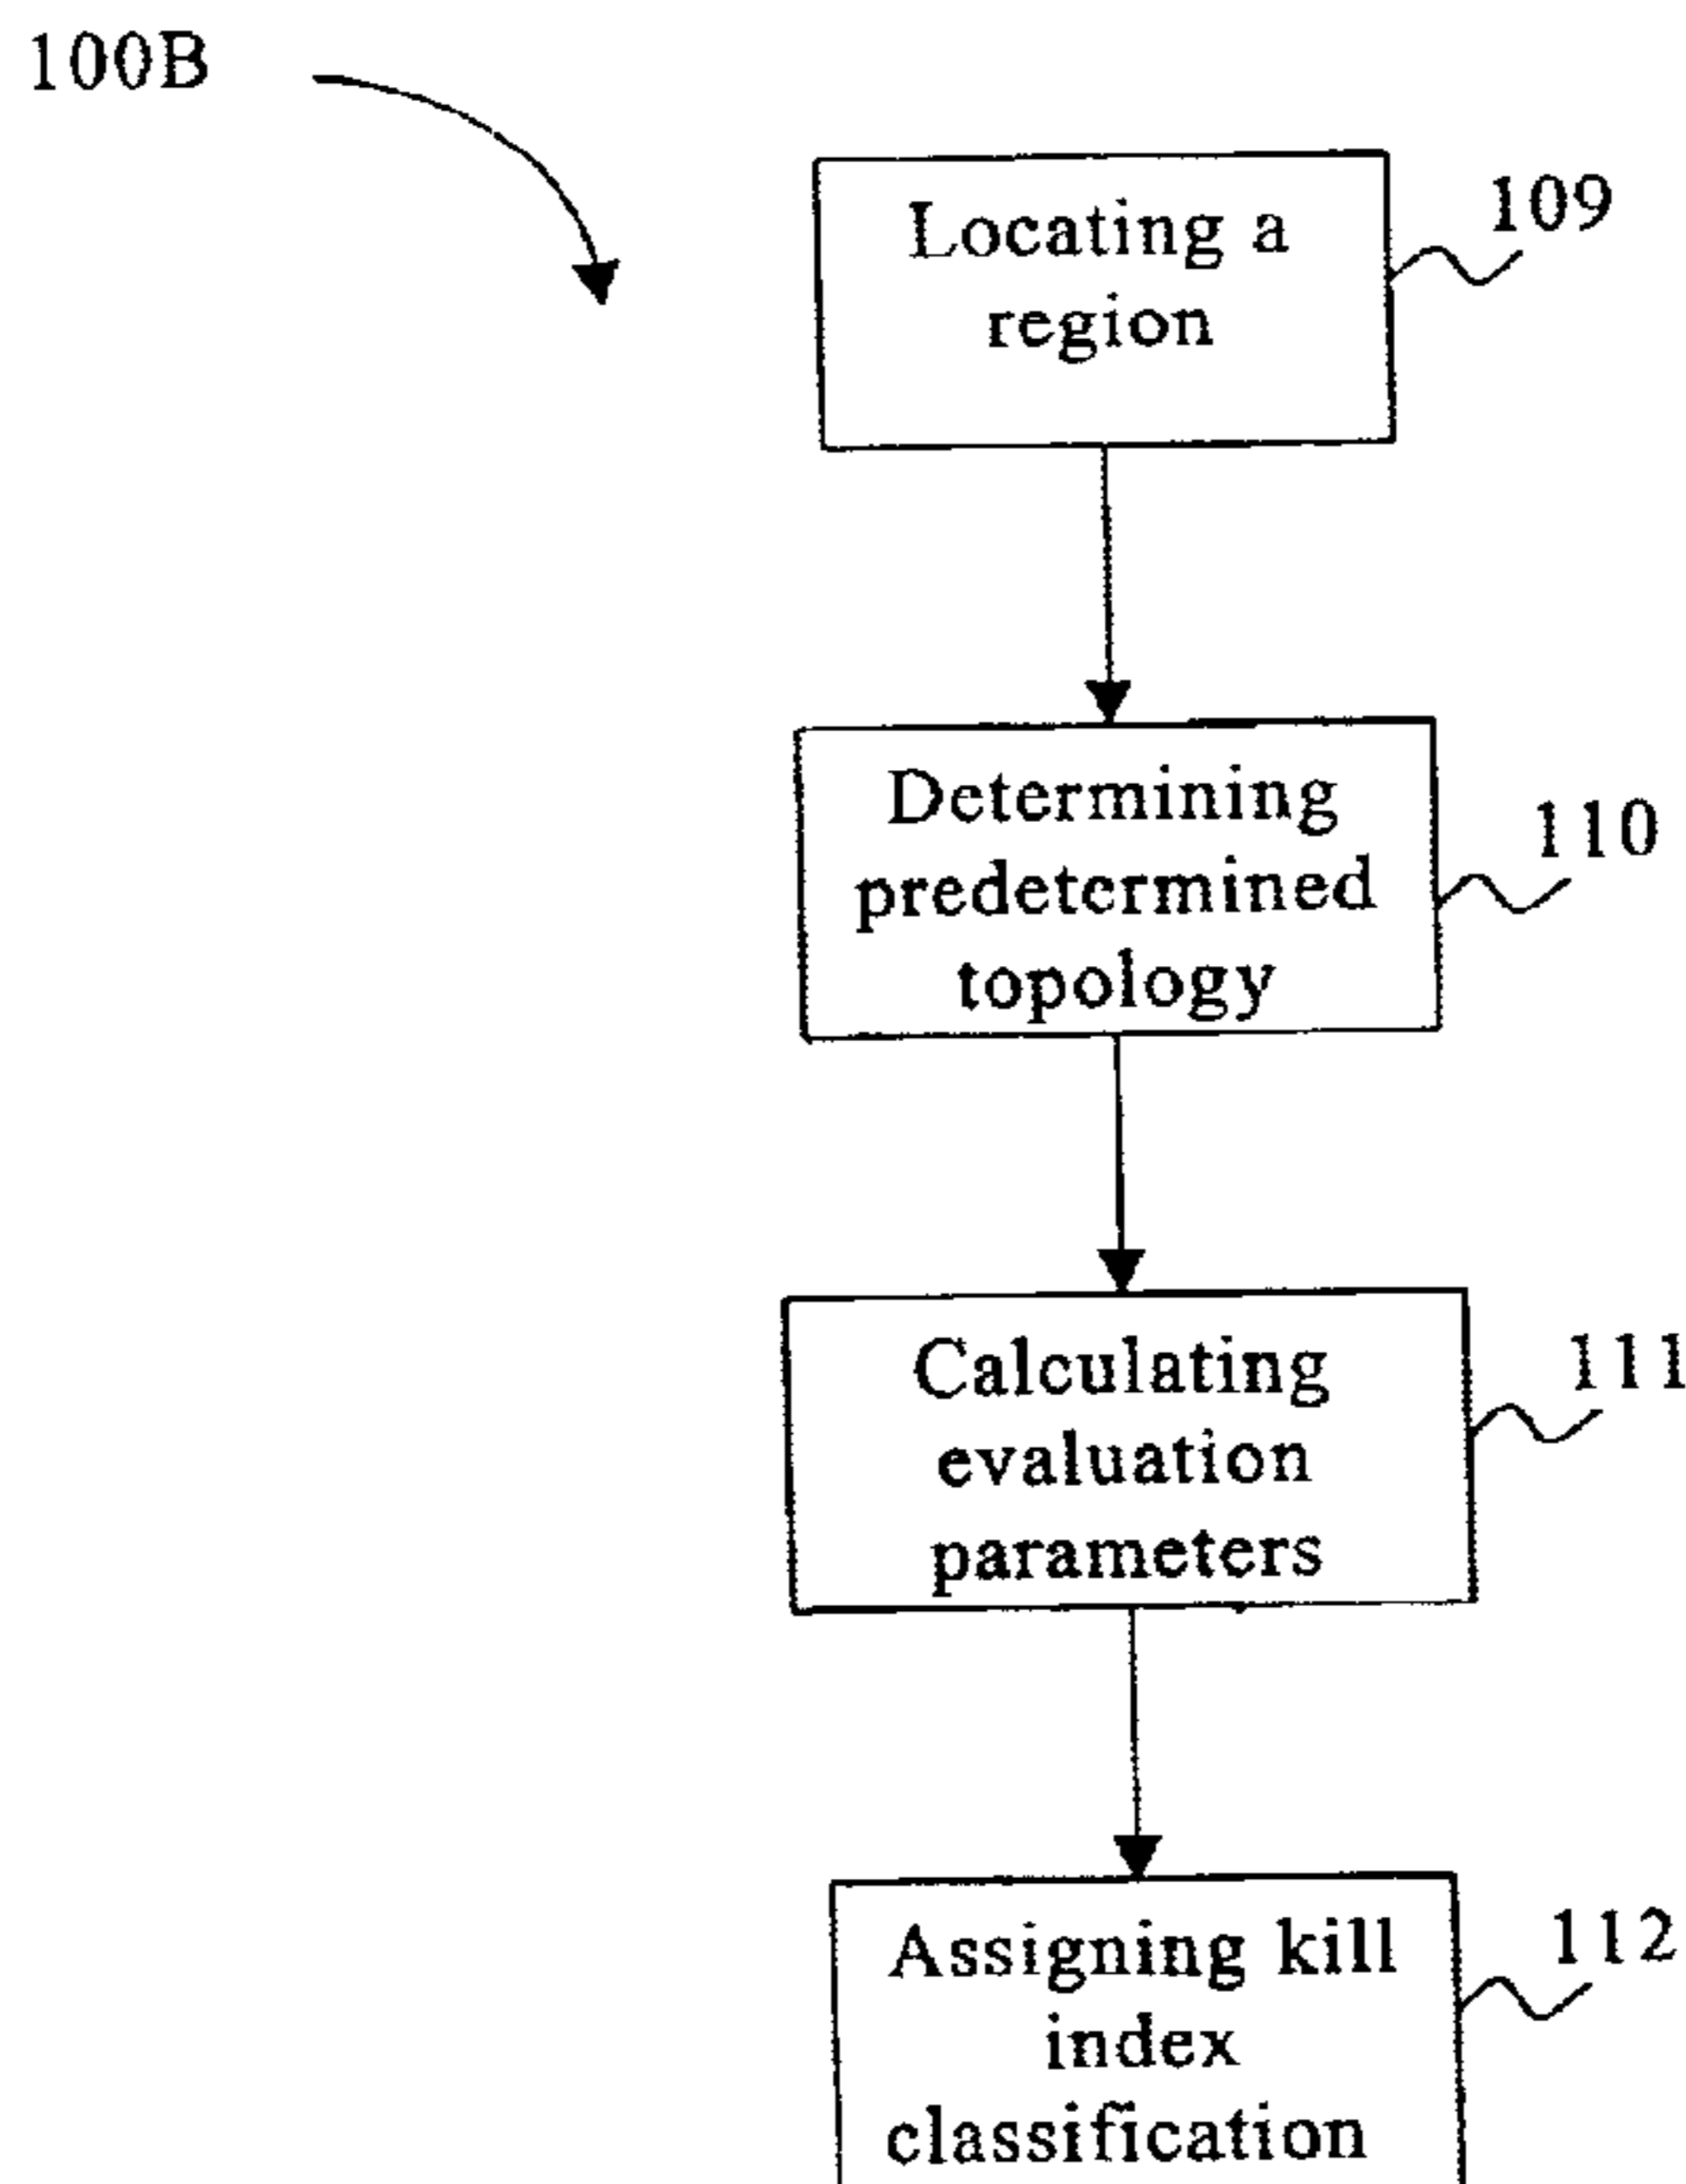 100B
Locating a
region
109
Determining
predetermined
topology
110
Calculating
evaluation
parameters
111
Assigning kill
index
classification
112